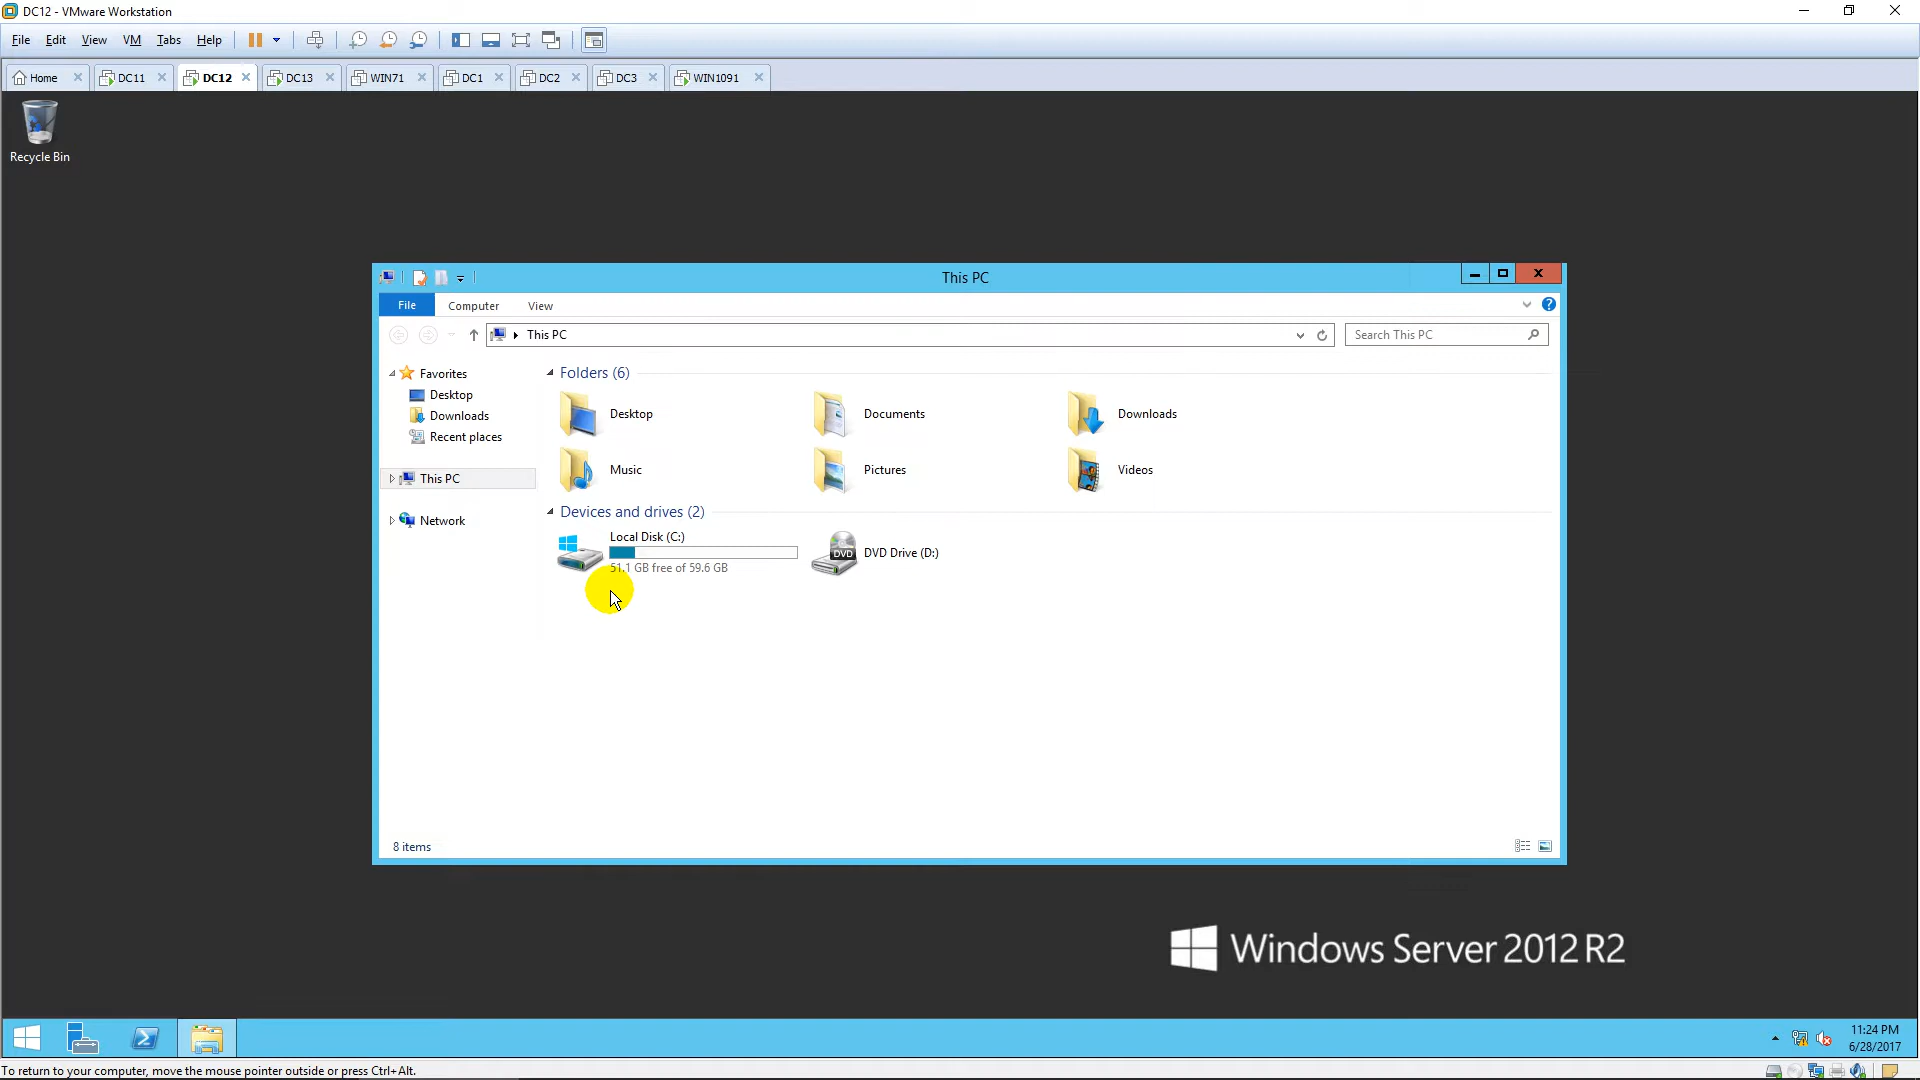 DC12 - VMware Workstation
File Edit View VM Tabs Help
Home DC11 DC12 DC13 WIN71 DC1 DC2 DC3 WIN1091
Recycle Bin
This PC
File Computer View
This PC
Search This PC
Favorites
Desktop
Downloads
Recent places
This PC
Network
Folders (6)
Desktop Documents Downloads
Music Pictures Videos
Devices and drives (2)
Local Disk (C:)
51.1 GB free of 59.6 GB
DVD
DVD Drive (D:)
8 items
Windows Server 2012 R2
11:24 PM
6/28/2017
To return to your computer, move the mouse pointer outside or press Ctrl+Alt.